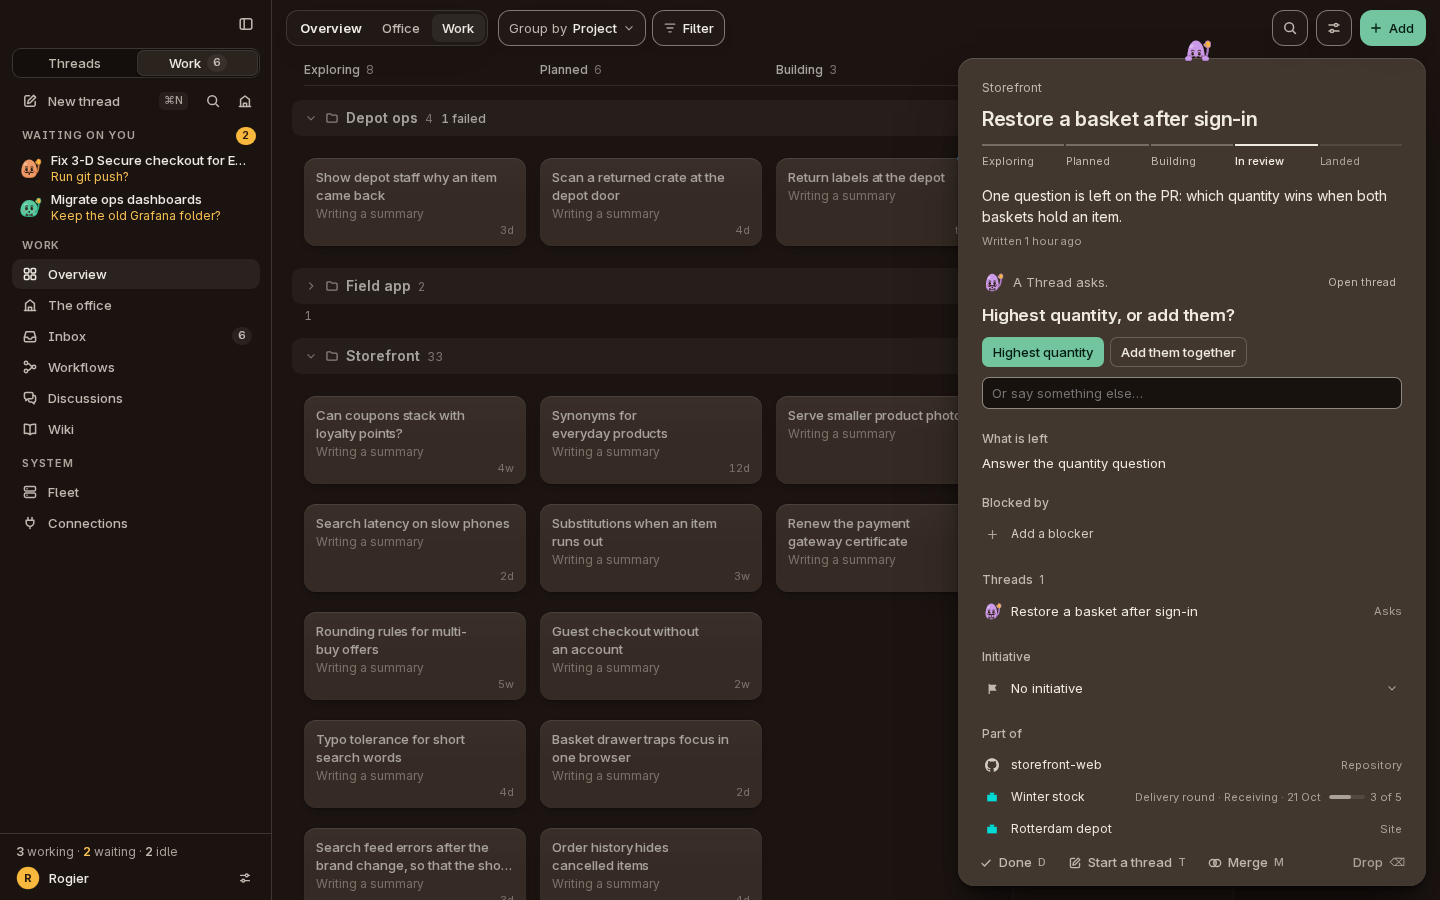 Threads
Work 6
New thread ⌘N
WAITING ON YOU 2
Fix 3-D Secure checkout for E…
Run git push?
Migrate ops dashboards
Keep the old Grafana folder?
WORK
Overview
The office
Inbox 6
Workflows
Discussions
Wiki
SYSTEM
Fleet
Connections
3 working · 2 waiting · 2 idle
R Rogier
Overview Office Work
Group by Project
Filter
Add
Exploring 8
Planned 6
Building 3
Depot ops 4 1 failed
Show depot staff why an item
came back
Writing a summary
3d
Scan a returned crate at the
depot door
Writing a summary
4d
Return labels at the depot
Writing a summary
Field app 2
1
Storefront 33
Can coupons stack with
loyalty points?
Writing a summary
4w
Synonyms for
everyday products
Writing a summary
12d
Serve smaller product photo
Writing a summary
Search latency on slow phones
Writing a summary
2d
Substitutions when an item
runs out
Writing a summary
3w
Renew the payment
gateway certificate
Writing a summary
Rounding rules for multi-
buy offers
Writing a summary
5w
Guest checkout without
an account
Writing a summary
2w
Typo tolerance for short
search words
Writing a summary
4d
Basket drawer traps focus in
one browser
Writing a summary
2d
Search feed errors after the
brand change, so that the sho…
Writing a summary
Order history hides
cancelled items
Writing a summary
Storefront
Restore a basket after sign-in
Exploring
Planned
Building
In review
Landed
One question is left on the PR: which quantity wins when both
baskets hold an item.
Written 1 hour ago
A Thread asks.
Open thread
Highest quantity, or add them?
Highest quantity
Add them together
Or say something else…
What is left
Answer the quantity question
Blocked by
Add a blocker
Threads 1
Restore a basket after sign-in
Asks
Initiative
No initiative
Part of
storefront-web
Repository
Winter stock
Delivery round · Receiving · 21 Oct
3 of 5
Rotterdam depot
Site
Done D
Start a thread T
Merge M
Drop ⌫